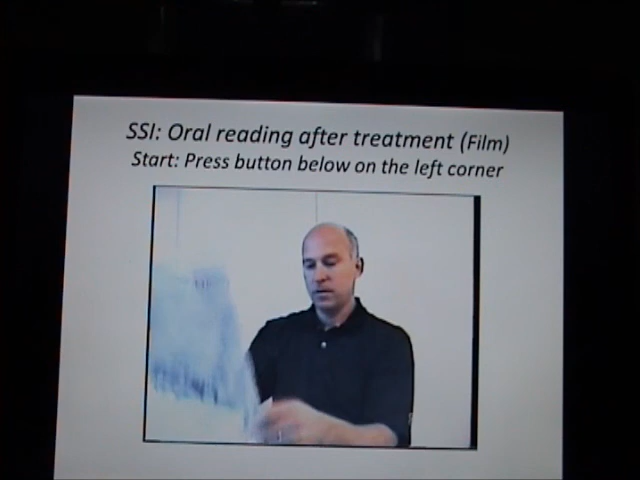 SSI: Oral reading after treatment (Film)
Start: Press button below on the left corner